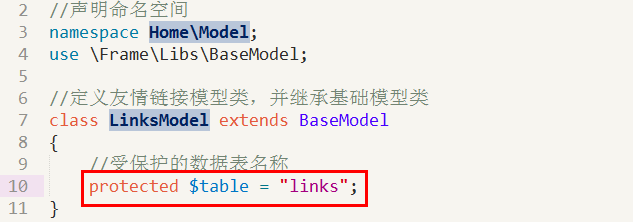 2 //声明命名空间
3 namespace Home\Model;
4 use \Frame\Libs\BaseModel;
5
6 //定义友情链接模型类，并继承基础模型类
7 class LinksModel extends BaseModel
8 {
9 //受保护的数据表名称
10 protected $table = "links";
11 }